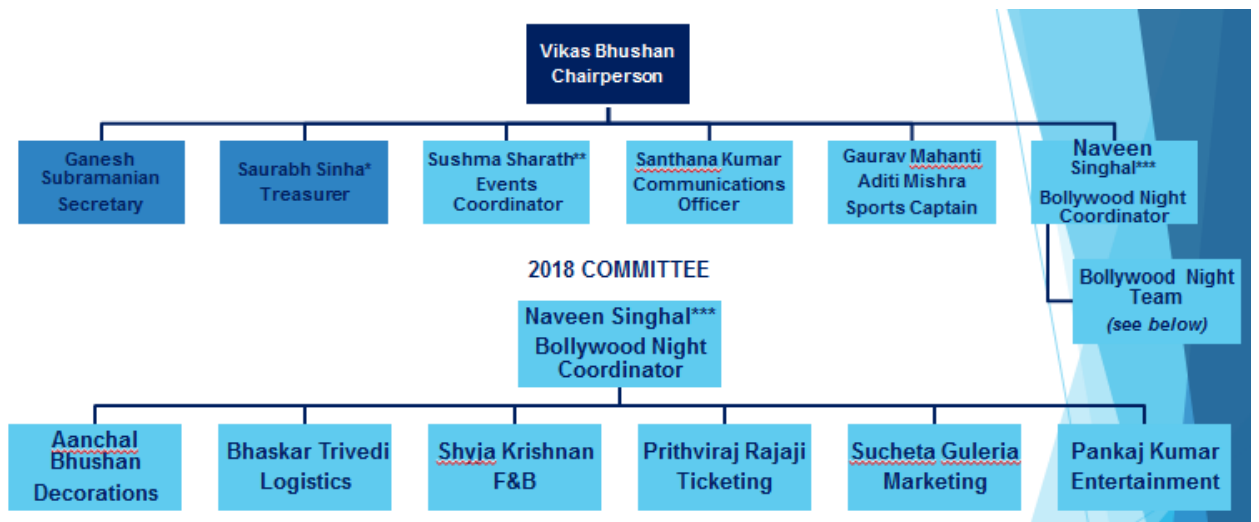 Vikas Bhushan
Chairperson
Ganesh
Subramanian
Secretary
Saurabh Sinha*
Treasurer
Sushma Sharath**
Events
Coordinator
Santhana Kumar
Communications
Officer
Gaurav Mahanti
Aditi Mishra
Sports Captain
Naveen
Singhal***
Bollywood Night
Coordinator
Bollywood Night
Team
(see below)
2018 COMMITTEE
Naveen Singhal***
Bollywood Night
Coordinator
Aanchal
Bhushan
Decorations
Bhaskar Trivedi
Logistics
Shyja Krishnan
F&B
Prithviraj Rajaji
Ticketing
Sucheta Guleria
Marketing
Pankaj Kumar
Entertainment